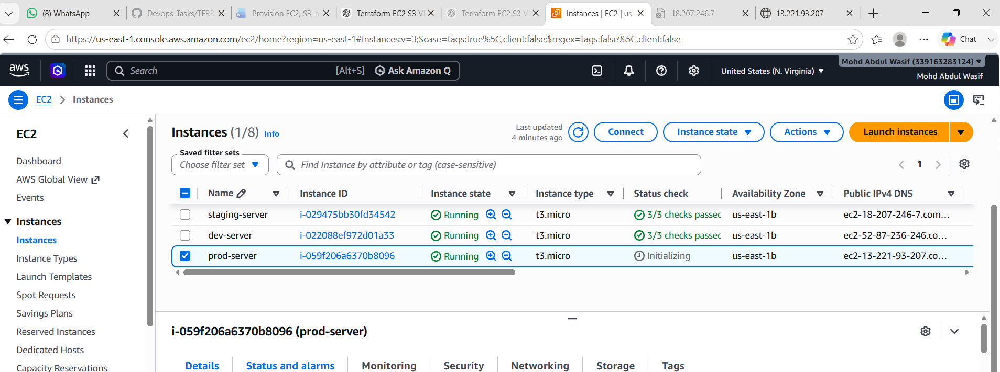 (8) WhatsApp
Devops-Tasks/TERR
Provision EC2, S3, a
Terraform EC2 S3 VI
Terraform EC2 S3 V
Instances | EC2 | us-
18.207.246.7
13.221.93.207
https://us-east-1.console.aws.amazon.com/ec2/home?region=us-east-1#Instances:v=3;$case=tags:true%5C,client:false;$regex=tags:false%5C,client:false
Chat
aws
Search
[Alt+S]
Ask Amazon Q
United States (N. Virginia)
Mohd Abdul Wasif (339163283124)
Mohd Abdul Wasif
EC2
Instances
EC2
Dashboard
AWS Global View
Events
Instances
Instances
Instance Types
Launch Templates
Spot Requests
Savings Plans
Reserved Instances
Dedicated Hosts
Capacity Reservations
Instances (1/8) Info
Last updated
4 minutes ago
Connect
Instance state
Actions
Launch instances
Saved filter sets
Choose filter set
Find Instance by attribute or tag (case-sensitive)
1
Name Instance ID Instance state Instance type Status check Availability Zone Public IPv4 DNS
staging-server i-029475bb30fd34542 Running t3.micro 3/3 checks passed us-east-1b ec2-18-207-246-7.com...
dev-server i-022088ef972d01a33 Running t3.micro 3/3 checks passed us-east-1b ec2-52-87-236-246.co...
prod-server i-059f206a6370b8096 Running t3.micro Initializing us-east-1b ec2-13-221-93-207.co...
i-059f206a6370b8096 (prod-server)
Details
Status and alarms
Monitoring
Security
Networking
Storage
Tags